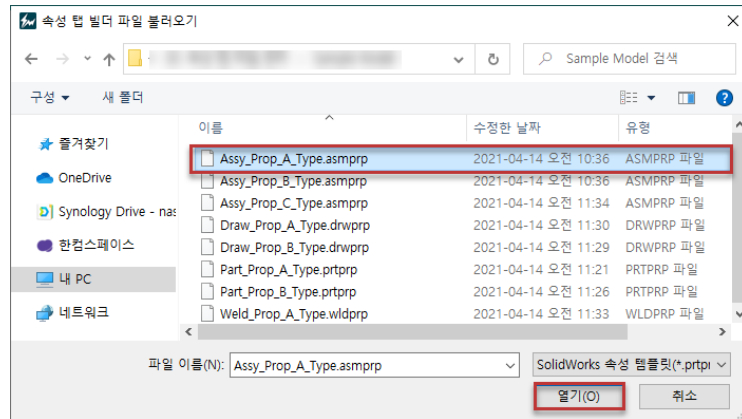 속성 탭 빌더 파일 불러오기
Sample Model 검색
구성 새 폴더
이름 수정한 날짜 유형
즐겨찾기
OneDrive
Synology Drive - nas
한컴스페이스
내 PC
네트워크
Assy_Prop_A_Type.asmprp 2021-04-14 오전 10:36 ASMPRP 파일
Assy_Prop_B_Type.asmprp 2021-04-14 오전 10:36 ASMPRP 파일
Assy_Prop_C_Type.asmprp 2021-04-14 오전 11:34 ASMPRP 파일
Draw_Prop_A_Type.drwprp 2021-04-14 오전 11:30 DRWPRP 파일
Draw_Prop_B_Type.drwprp 2021-04-14 오전 11:29 DRWPRP 파일
Part_Prop_A_Type.prtprp 2021-04-14 오전 11:21 PRTPRP 파일
Part_Prop_B_Type.prtprp 2021-04-14 오전 11:26 PRTPRP 파일
Weld_Prop_A_Type.wldprp 2021-04-14 오전 11:33 WLDPRP 파일
파일 이름(N): Assy_Prop_A_Type.asmprp SolidWorks 속성 템플릿(*.prtpr
열기(O) 취소